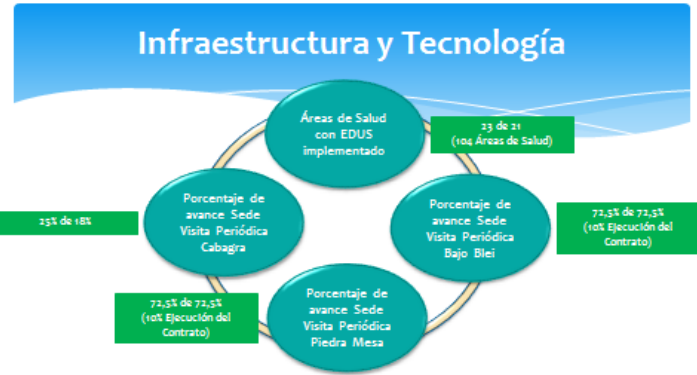 Infraestructura y Tecnología
Áreas de Salud
con EDUS
implementado
23 de 21
(104 Áreas de Salud)
Porcentaje de
avance Sede
Visita Periódica
Cabagra
25% de 18%
Porcentaje de
avance Sede
Visita Periódica
Bajo Blei
72,5% de 72,5%
(10% Ejecución del
Contrato)
Porcentaje de
avance Sede
Visita Periódica
Piedra Mesa
72,5% de 72,5%
(10% Ejecución del
Contrato)